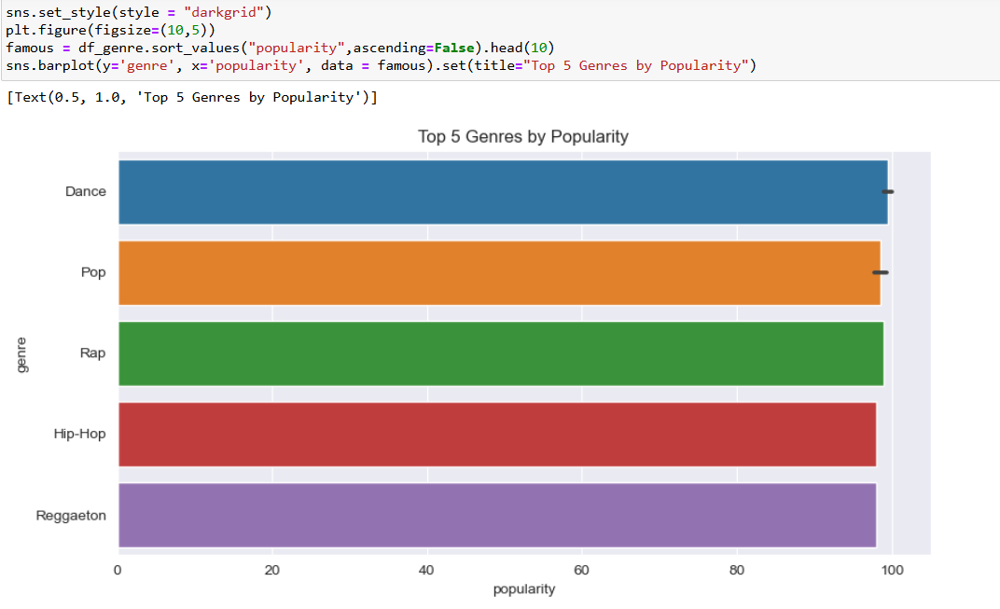 sns.set_style(style = "darkgrid")
plt.figure(figsize=(10,5))
famous = df_genre.sort_values("popularity",ascending=False).head(10)
sns.barplot(y='genre', x='popularity', data = famous).set(title="Top 5 Genres by Popularity")
[Text(0.5, 1.0, 'Top 5 Genres by Popularity')]
Top 5 Genres by Popularity
Dance
Pop
Rap
Hip-Hop
Reggaeton
genre
0 20 40 60 80 100
popularity